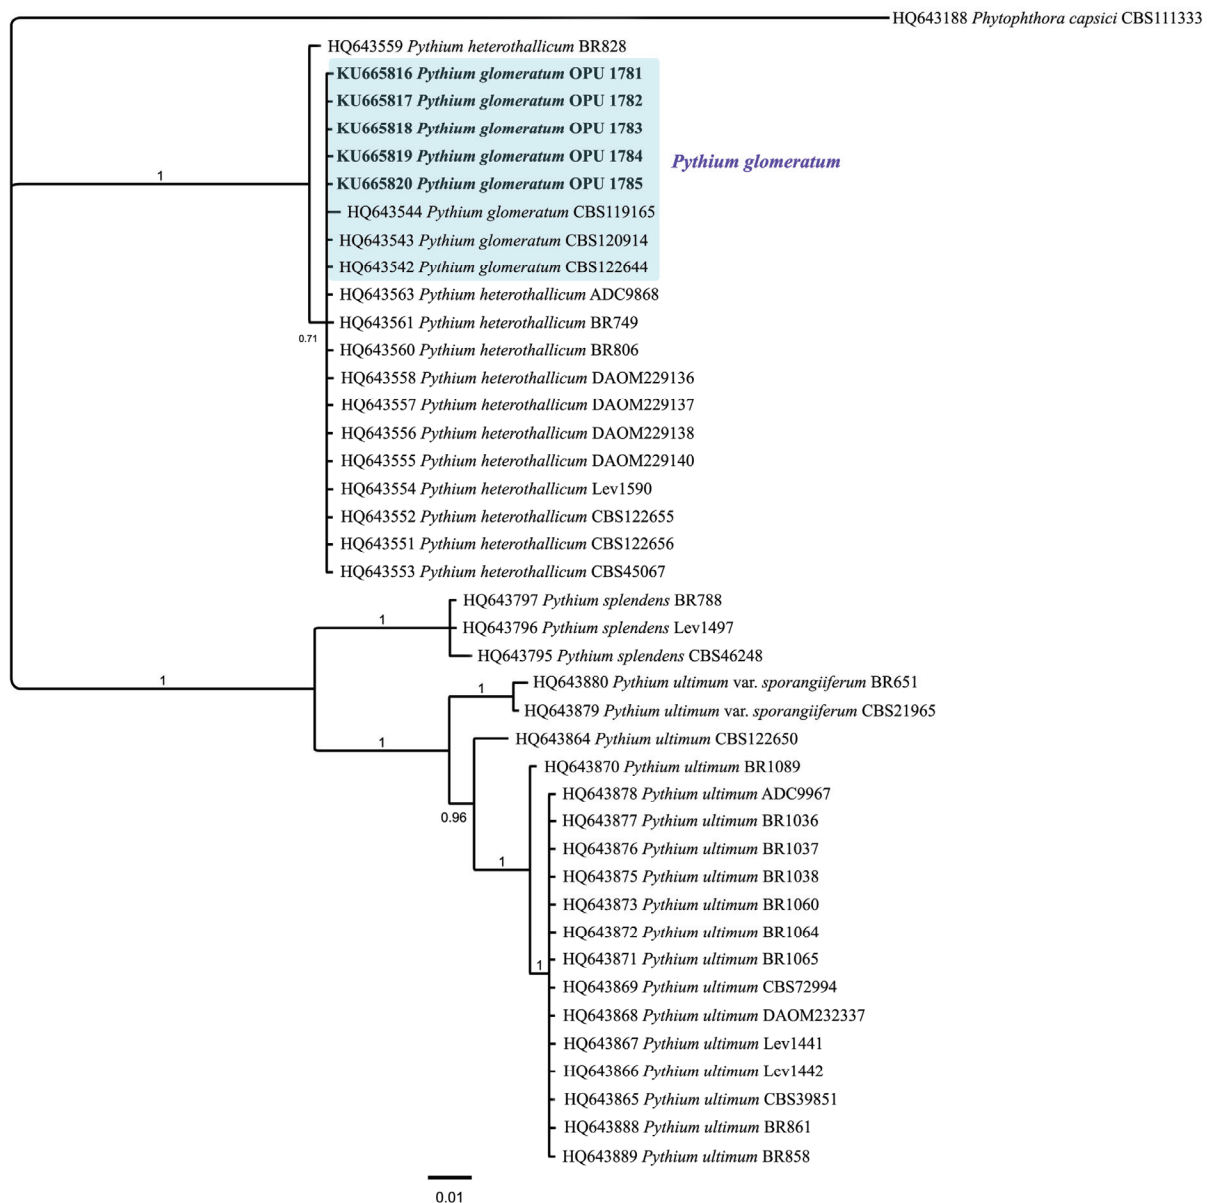 HQ643188 Phytophthora capsici CBS111333
HQ643559 Pythium heterothallicum BR828
KU665816 Pythium glomeratum OPU 1781
KU665817 Pythium glomeratum OPU 1782
KU665818 Pythium glomeratum OPU 1783
KU665819 Pythium glomeratum OPU 1784
Pythium glomeratum
1
KU665820 Pythium glomeratum OPU 1785
HQ643544 Pythium glomeratum CBS119165
HQ643543 Pythium glomeratum CBS120914
HQ643542 Pythium glomeratum CBS122644
HQ643563 Pythium heterothallicum ADC9868
HQ643561 Pythium heterothallicum BR749
0.71
HQ643560 Pythium heterothallicum BR806
HQ643558 Pythium heterothallicum DAOM229136
HQ643557 Pythium heterothallicum DAOM229137
HQ643556 Pythium heterothallicum DAOM229138
HQ643555 Pythium heterothallicum DAOM229140
HQ643554 Pythium heterothallicum Lev1590
HQ643552 Pythium heterothallicum CBS122655
HQ643551 Pythium heterothallicum CBS122656
HQ643553 Pythium heterothallicum CBS45067
HQ643797 Pythium splendens BR788
1
HQ643796 Pythium splendens Lev1497
HQ643795 Pythium splendens CBS46248
1
HQ643880 Pythium ultimum var. sporangiiferum BR651
1
HQ643879 Pythium ultimum var. sporangiiferum CBS21965
HQ643864 Pythium ultimum CBS122650
1
HQ643870 Pythium ultimum BR1089
HQ643878 Pythium ultimum ADC9967
0.96
HQ643877 Pythium ultimum BR1036
HQ643876 Pythium ultimum BR1037
1
HQ643875 Pythium ultimum BR1038
HQ643873 Pythium ultimum BR1060
HQ643872 Pythium ultimum BR1064
HQ643871 Pythium ultimum BR1065
1
HQ643869 Pythium ultimum CBS72994
HQ643868 Pythium ultimum DAOM232337
HQ643867 Pythium ultimum Lev1441
HQ643866 Pythium ultimum Lev1442
HQ643865 Pythium ultimum CBS39851
HQ643888 Pythium ultimum BR861
HQ643889 Pythium ultimum BR858
0.01